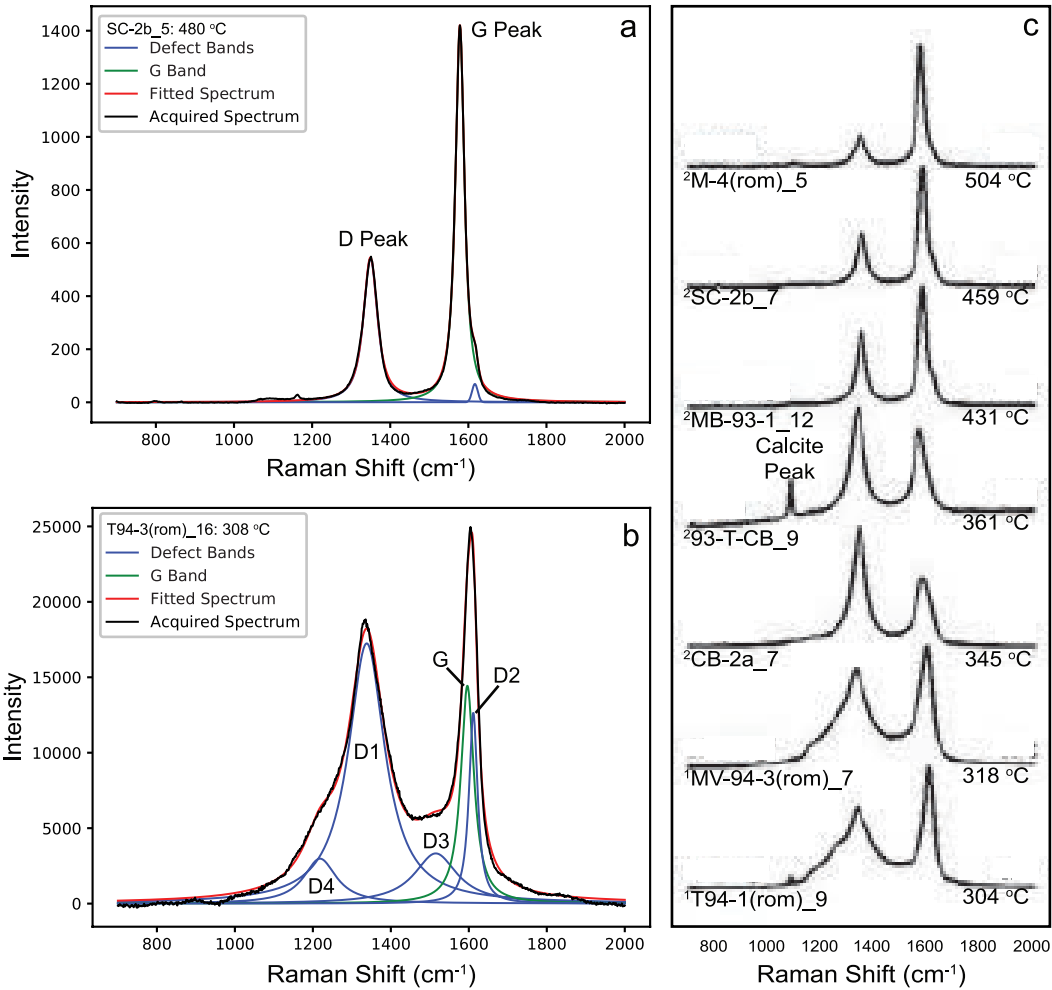 SC-2b_5: 480 °C
Defect Bands
G Band
Fitted Spectrum
Acquired Spectrum
a
G Peak
D Peak
1400
1200
1000
800
600
400
200
0
Intensity
800 1000 1200 1400 1600 1800 2000
Raman Shift (cm⁻¹)
T94-3(rom)_16: 308 °C
Defect Bands
G Band
Fitted Spectrum
Acquired Spectrum
b
25000
20000
15000
10000
5000
0
Intensity
G
D2
D1
D3
D4
800 1000 1200 1400 1600 1800 2000
Raman Shift (cm⁻¹)
c
²M-4(rom)_5 504 °C
²SC-2b_7 459 °C
²MB-93-1_12 431 °C
Calcite
Peak
²93-T-CB_9 361 °C
²CB-2a_7 345 °C
¹MV-94-3(rom)_7 318 °C
¹T94-1(rom)_9 304 °C
800 1000 1200 1400 1600 1800 2000
Raman Shift (cm⁻¹)